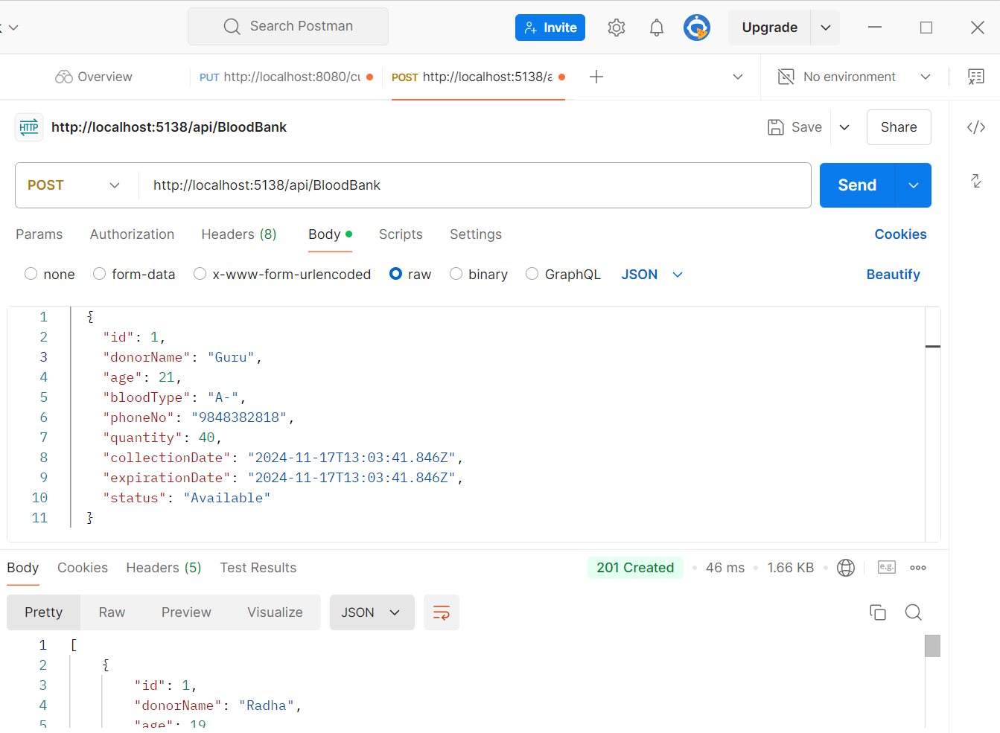 Search Postman
Invite
Upgrade
Overview
PUT http://localhost:8080/cu
POST http://localhost:5138/a
No environment
HTTP
http://localhost:5138/api/BloodBank
Save
Share
</>
POST
http://localhost:5138/api/BloodBank
Send
Params Authorization Headers (8) Body Scripts Settings Cookies
none form-data x-www-form-urlencoded raw binary GraphQL JSON Beautify
1 {
2 "id": 1,
3 "donorName": "Guru",
4 "age": 21,
5 "bloodType": "A-",
6 "phoneNo": "9848382818",
7 "quantity": 40,
8 "collectionDate": "2024-11-17T13:03:41.846Z",
9 "expirationDate": "2024-11-17T13:03:41.846Z",
10 "status": "Available"
11 }
Body Cookies Headers (5) Test Results 201 Created 46 ms 1.66 KB e.g.
Pretty Raw Preview Visualize JSON
1 [
2 {
3 "id": 1,
4 "donorName": "Radha",
5 "age": 19